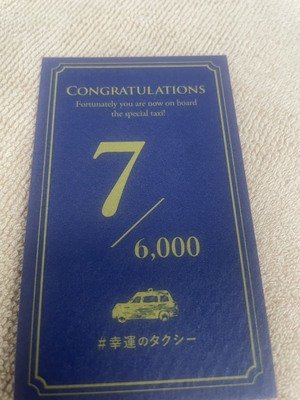 CONGRATULATIONS
Fortunately you are now on board
the special taxi!
7/
6,000
#幸運のタクシー